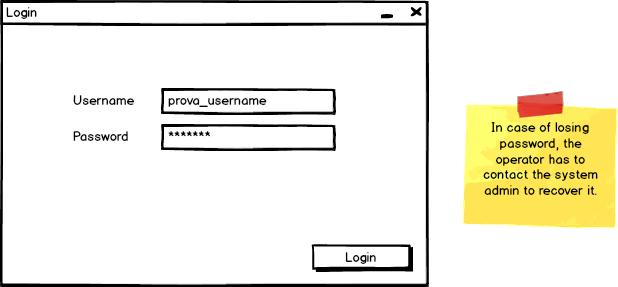 Login
Username
prova_username
Password
*******
Login
In case of losing
password, the
operator has to
contact the system
admin to recover it.